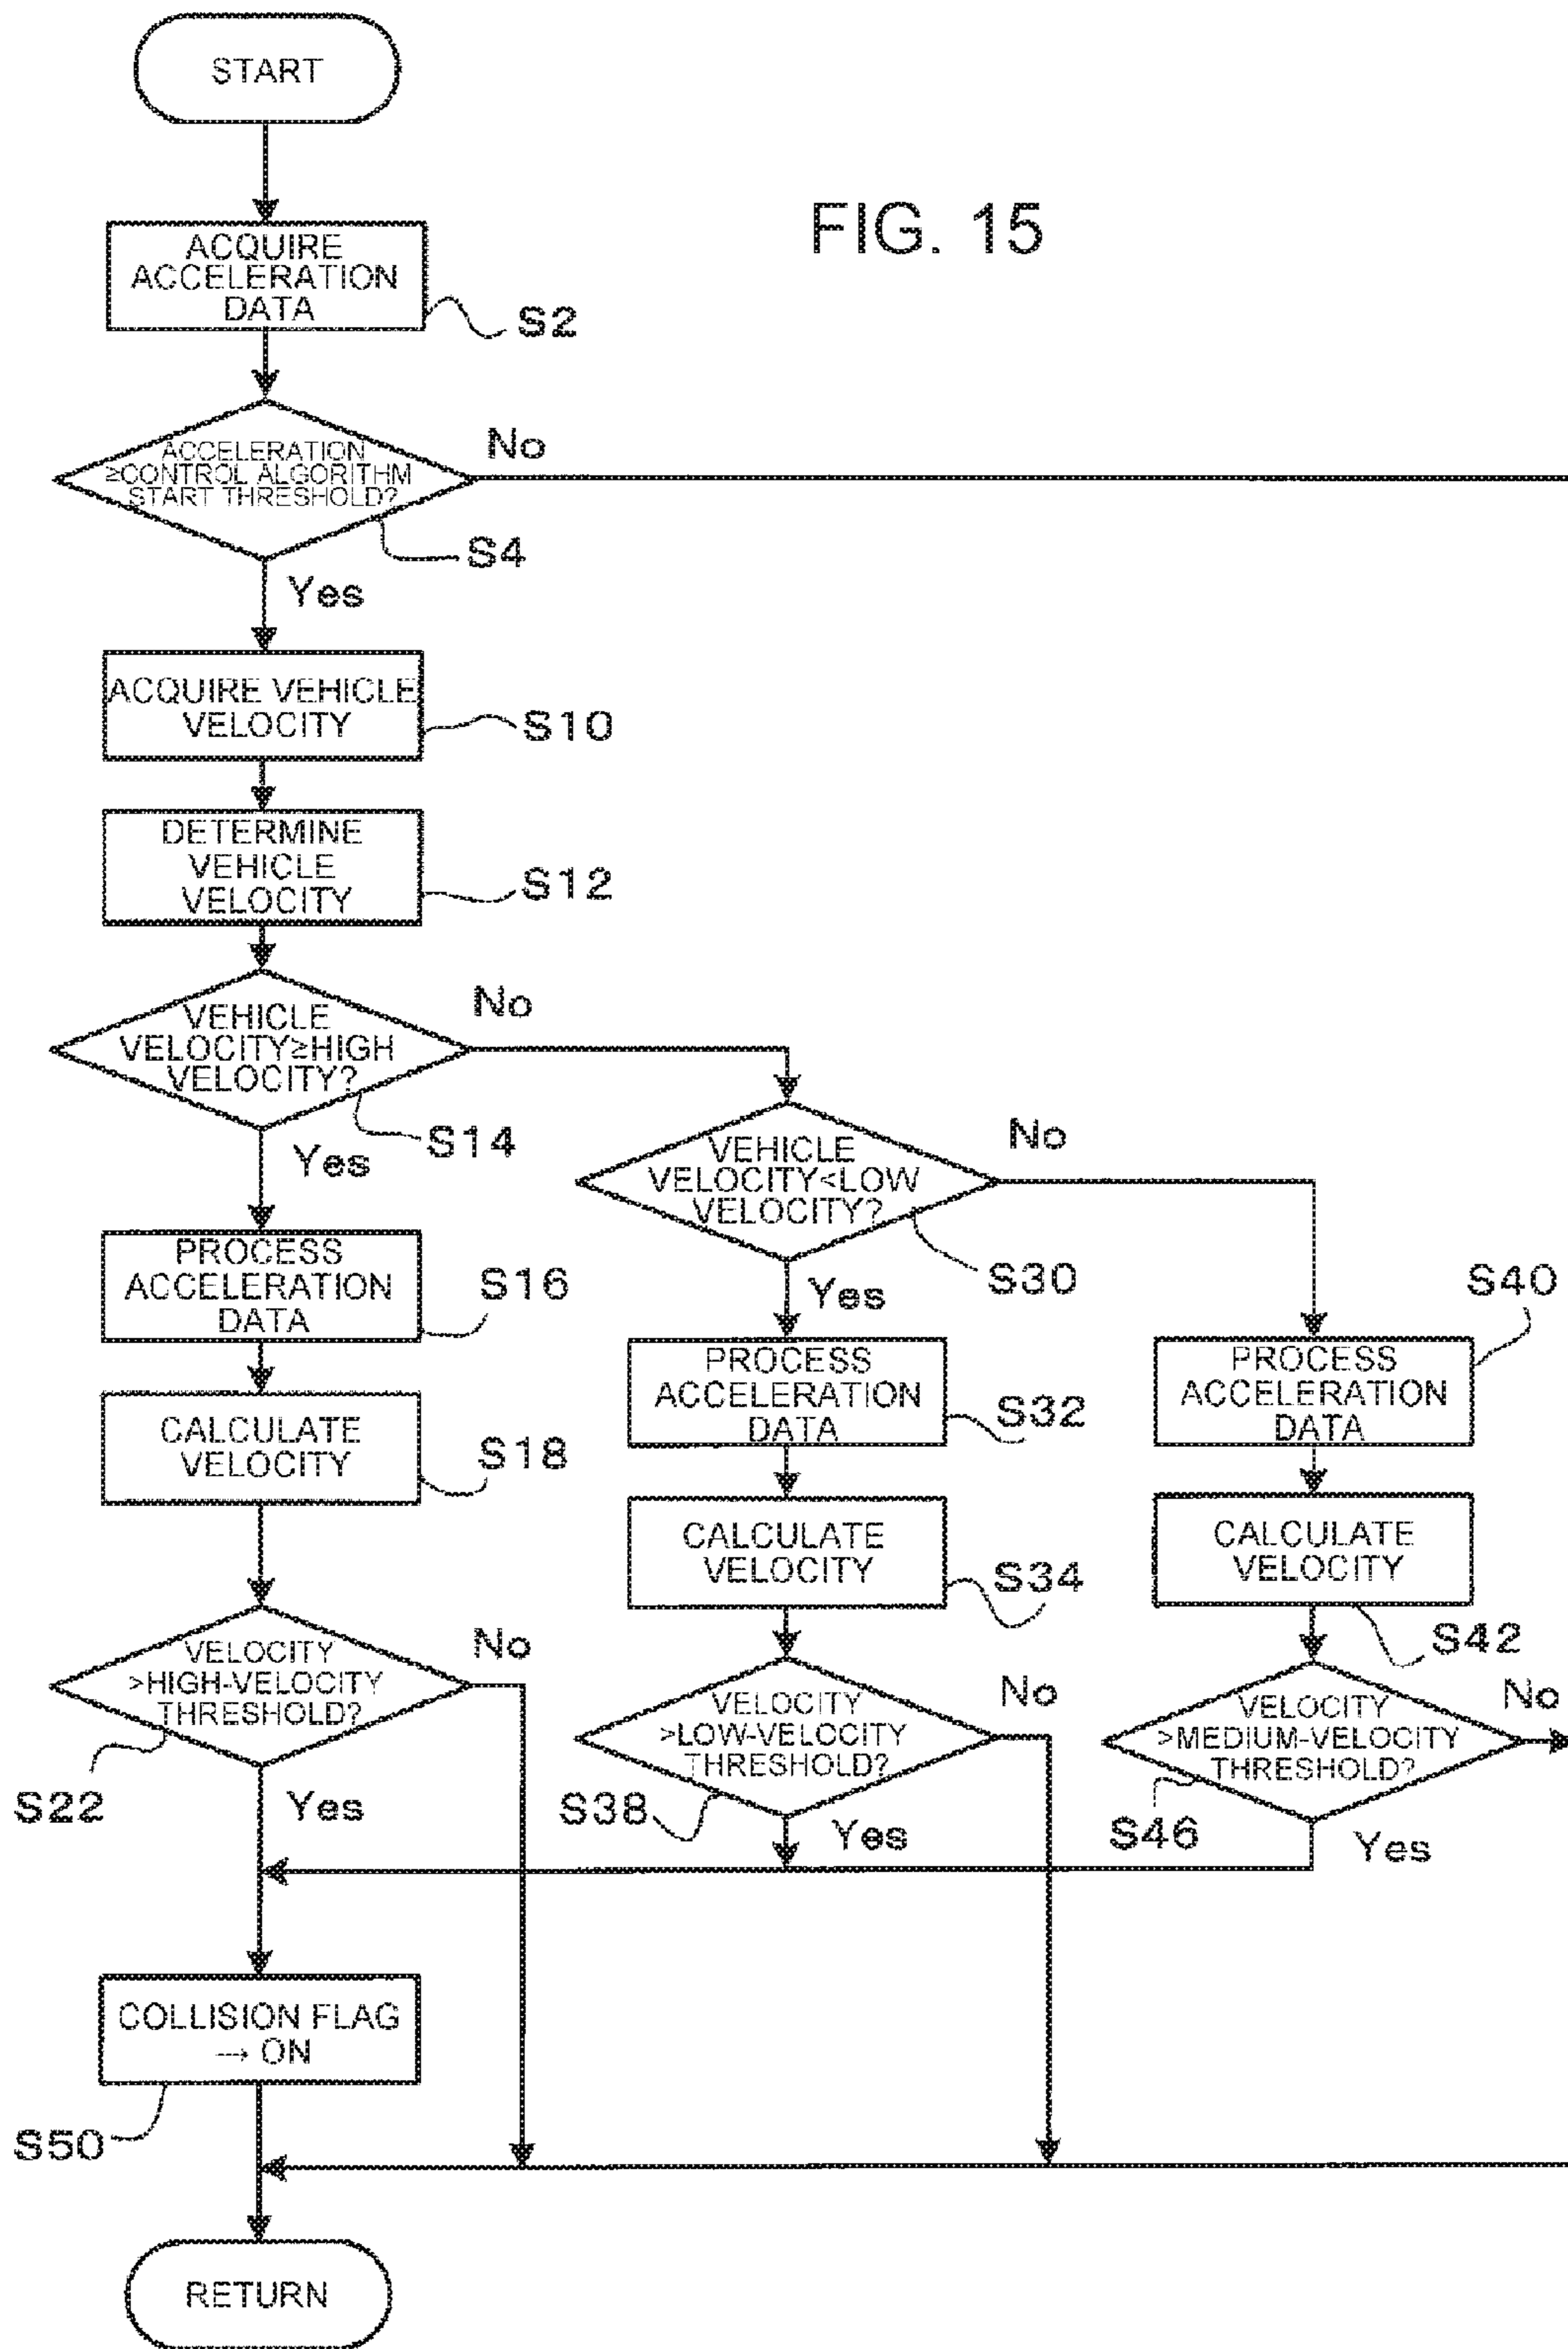 START
FIG. 15
ACQUIRE
ACCELERATION
DATA
S2
ACCELERATION
≥CONTROL ALGORITHM
START THRESHOLD?
No
S4
Yes
ACQUIRE VEHICLE
VELOCITY
S10
DETERMINE
VEHICLE
VELOCITY
S12
VEHICLE
VELOCITY≥HIGH
VELOCITY?
No
S14
Yes
VEHICLE
VELOCITY<LOW
VELOCITY?
No
S30
Yes
PROCESS
ACCELERATION
DATA
S16
PROCESS
ACCELERATION
DATA
S32
PROCESS
ACCELERATION
DATA
S40
CALCULATE
VELOCITY
S18
CALCULATE
VELOCITY
S34
CALCULATE
VELOCITY
S42
VELOCITY
>HIGH-VELOCITY
THRESHOLD?
No
S22
Yes
VELOCITY
>LOW-VELOCITY
THRESHOLD?
No
S38
Yes
VELOCITY
>MEDIUM-VELOCITY
THRESHOLD?
No
S46
Yes
COLLISION FLAG
→ ON
S50
RETURN